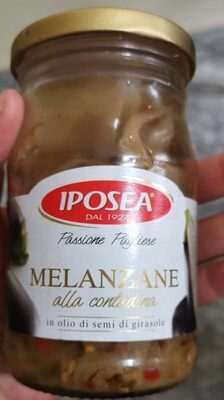 IPOSEA®
DAL 1927
Passione Pugliese
MELANZANE
alla contadina
in olio di semi di girasole